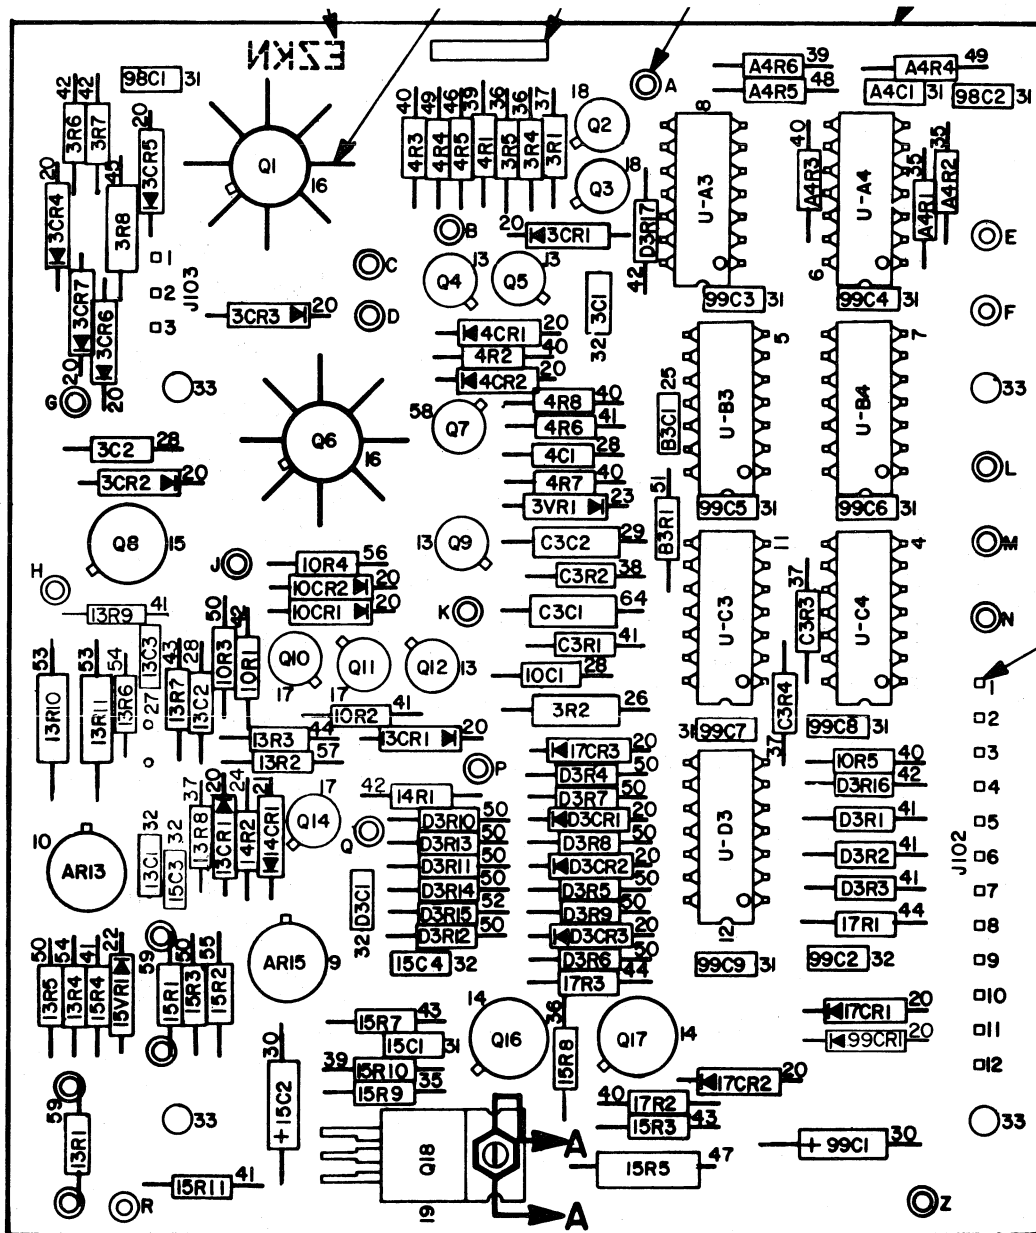 EZKN
A
42
42
98C1
31
20
3R6
3R7
3CR5
45
20
3CR4
3R8
1
2
3
J103
3CR7
3CR6
20
20
G
Q1
16
3CR3
20
C
D
B
40
49
46
39
36
36
37
4R3
4R4
4R5
4R1
3R5
3R4
3R1
18
Q2
18
Q3
20
3CR1
13
Q4
13
Q5
3C1
32
D3R17
42
A4R6
39
A4R5
48
A4R4
49
A4C1
31
98C2
31
8
U-A3
40
A4R3
6
U-A4
35
A4R1
35
A4R2
E
F
99C3
31
99C4
31
4CR1
20
4R2
40
4CR2
20
33
33
4R8
40
4R6
41
4C1
28
4R7
40
3VR1
23
58
Q7
25
B3C1
5
U-B3
7
U-B4
L
51
B3R1
99C5
31
99C6
31
Q6
16
3C2
28
3CR2
20
Q8
15
H
J
10R4
56
10CR2
20
10CR1
20
13
Q9
K
C3C2
29
C3R2
38
C3C1
64
C3R1
41
10C1
28
3R2
26
11
U-C3
37
C3R3
4
U-C4
M
N
C3R4
37
31
99C7
99C8
31
13R9
41
53
13R10
53
13R11
54
13R6
13C3
27
43
13R7
28
13C2
50
10R3
42
10R1
Q10
17
Q11
17
Q12
13
10R2
41
13R3
44
13R2
57
13CR1
20
P
17CR3
20
D3R4
50
D3R7
50
D3CR1
20
D3R8
50
D3CR2
20
D3R5
50
D3R9
50
D3CR3
20
D3R6
50
17R3
44
42
14R1
D3R10
50
D3R13
50
D3R11
50
D3R14
50
D3R15
52
D3R12
50
15C4
32
Q
D3C1
32
17
Q14
20
13CR1
24
14R2
21
14CR1
37
13R8
32
13C1
32
15C3
10
AR13
AR15
9
U-D3
12
99C9
31
10R5
40
D3R16
42
D3R1
41
D3R2
41
D3R3
41
17R1
44
99C2
32
17CR1
20
99CR1
20
1
2
3
4
5
6
7
8
9
10
11
12
J102
50
13R5
54
13R4
41
15R4
22
15VR1
59
15R1
50
15R3
55
15R2
59
13R1
33
R
15R11
41
30
+15C2
15R7
43
15C1
31
39
15R10
15R9
35
14
Q16
36
15R8
Q17
14
17CR2
20
40
17R2
15R3
43
15R5
47
Q18
19
A
A
+ 99C1
30
33
Z